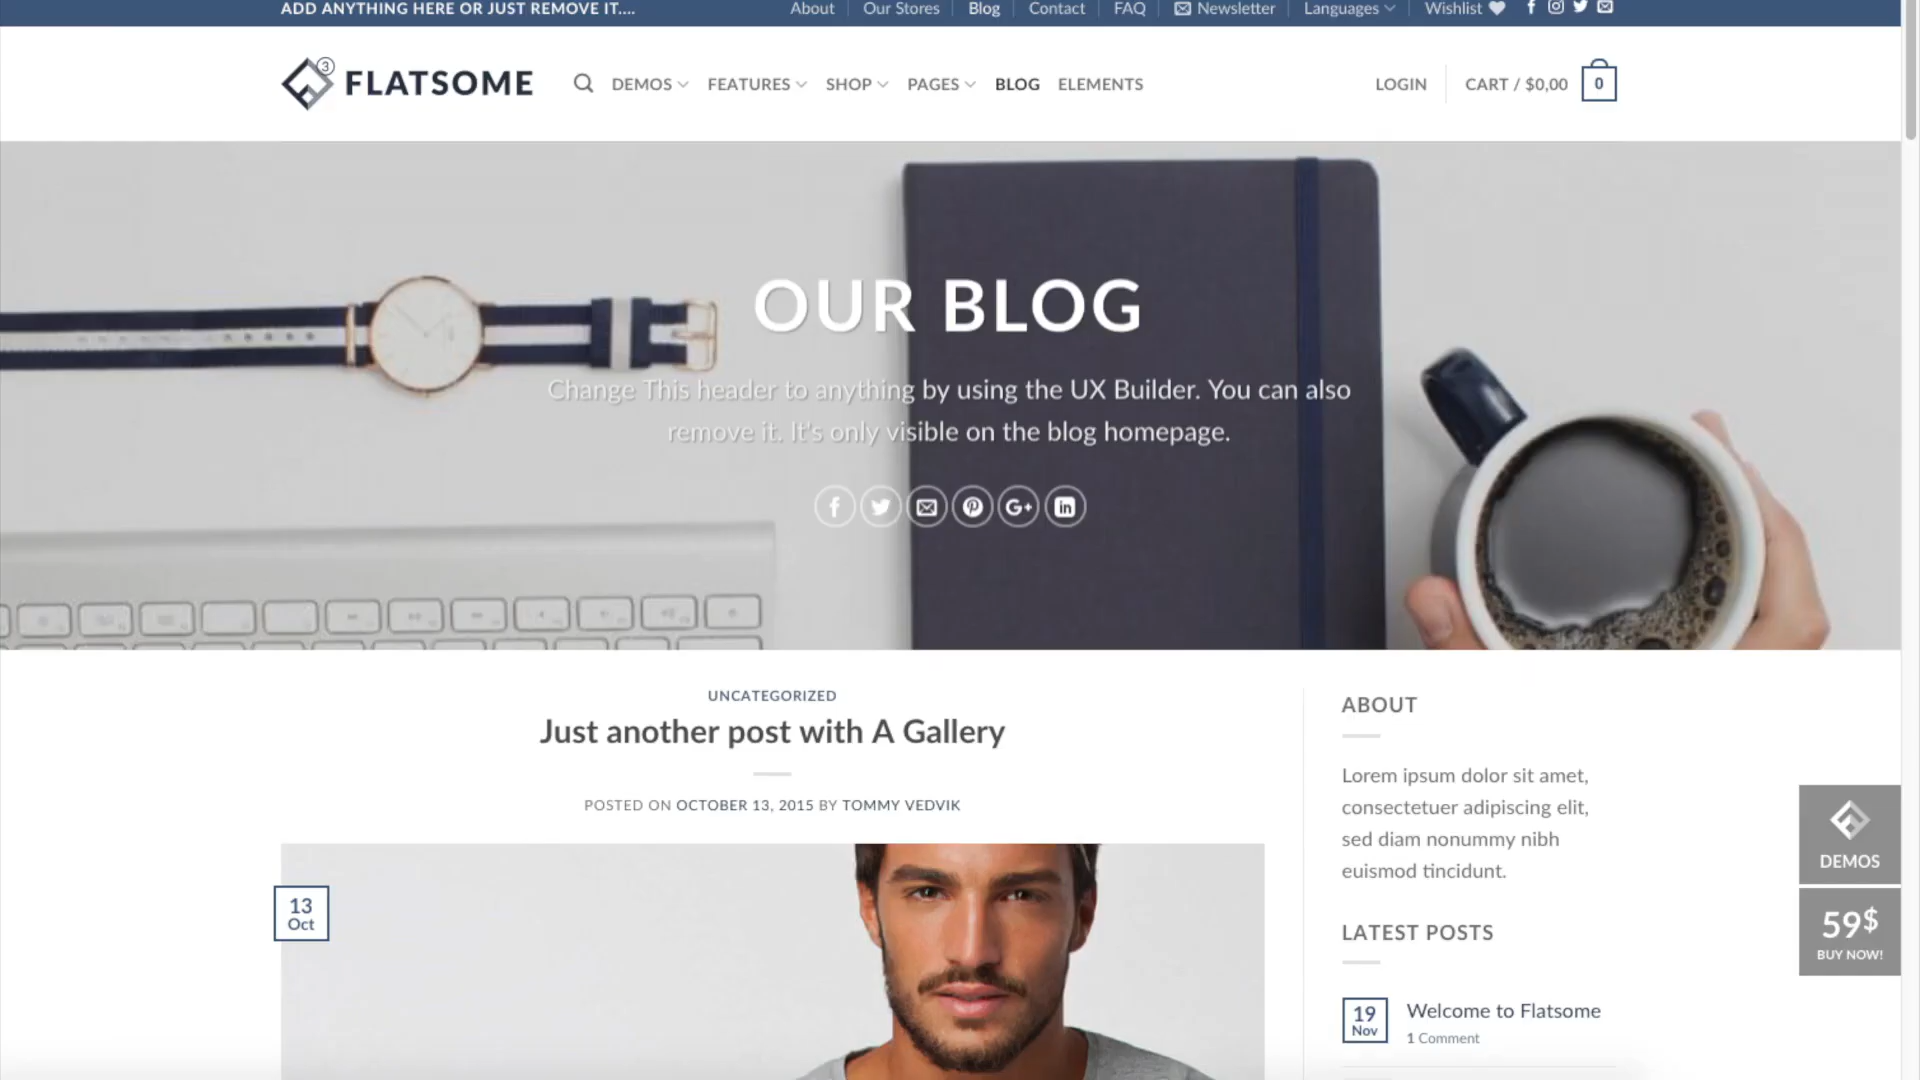 ADD ANYTHING HERE OR JUST REMOVE IT....
About
Our Stores
Blog
Contact
FAQ
Newsletter
Languages
Wishlist
3
FLATSOME
DEMOS
FEATURES
SHOP
PAGES
BLOG
ELEMENTS
LOGIN
CART / $0,00
0
OUR BLOG
Change This header to anything by using the UX Builder. You can also
remove it. It's only visible on the blog homepage.
UNCATEGORIZED
Just another post with A Gallery
POSTED ON OCTOBER 13, 2015 BY TOMMY VEDVIK
13
Oct
ABOUT
Lorem ipsum dolor sit amet,
consectetuer adipiscing elit,
sed diam nonummy nibh
euismod tincidunt.
LATEST POSTS
19
Nov
Welcome to Flatsome
1 Comment
DEMOS
59$
BUY NOW!